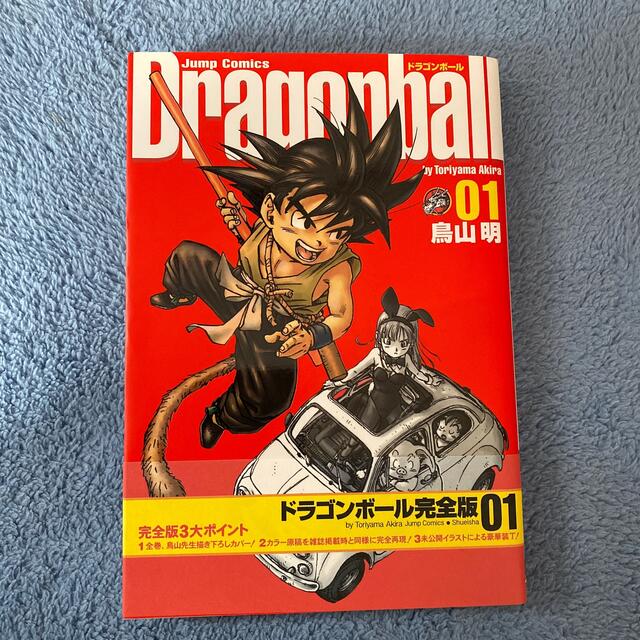 Jump Comics
ドラゴンボール
Dragonball
by Toriyama Akira
01
鳥山 明
ドラゴンボール完全版 01
by Toriyama Akira Jump Comics ● Shueisha
完全版3大ポイント
1全巻、鳥山先生描き下ろしカバー! 2カラー原稿を雑誌掲載時と同様に完全再現! 3未公開イラストによる豪華装丁!